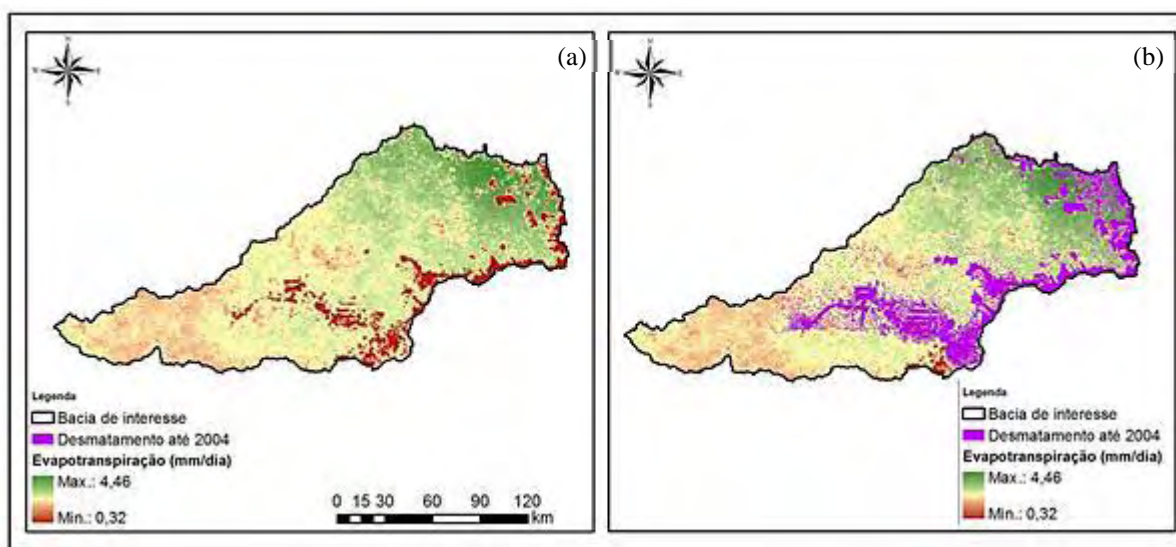 (a)
Legenda
Bacia de interesse
Desmatamento até 2004
Evapotranspiração (mm/dia)
Max.: 4,46
Min.: 0,32
0 15 30 60 90 120
km
(b)
Legenda
Bacia de interesse
Desmatamento até 2004
Evapotranspiração (mm/dia)
Max.: 4,46
Min.: 0,32